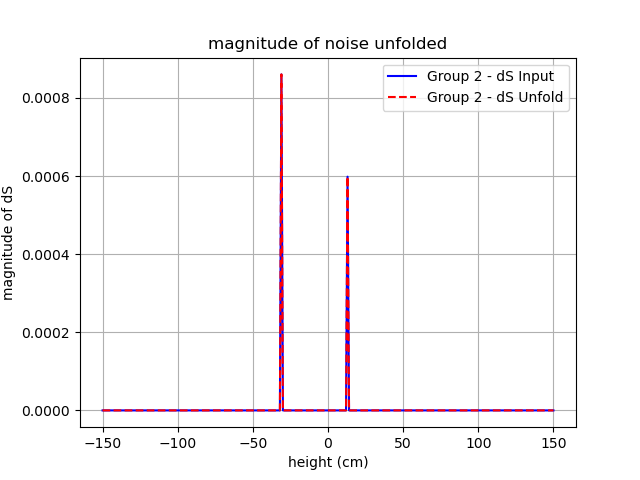 magnitude of noise unfolded
Group 2 - dS Input
Group 2 - dS Unfold
magnitude of dS
0.0008
0.0006
0.0004
0.0002
0.0000
−150
−100
−50
0
50
100
150
height (cm)